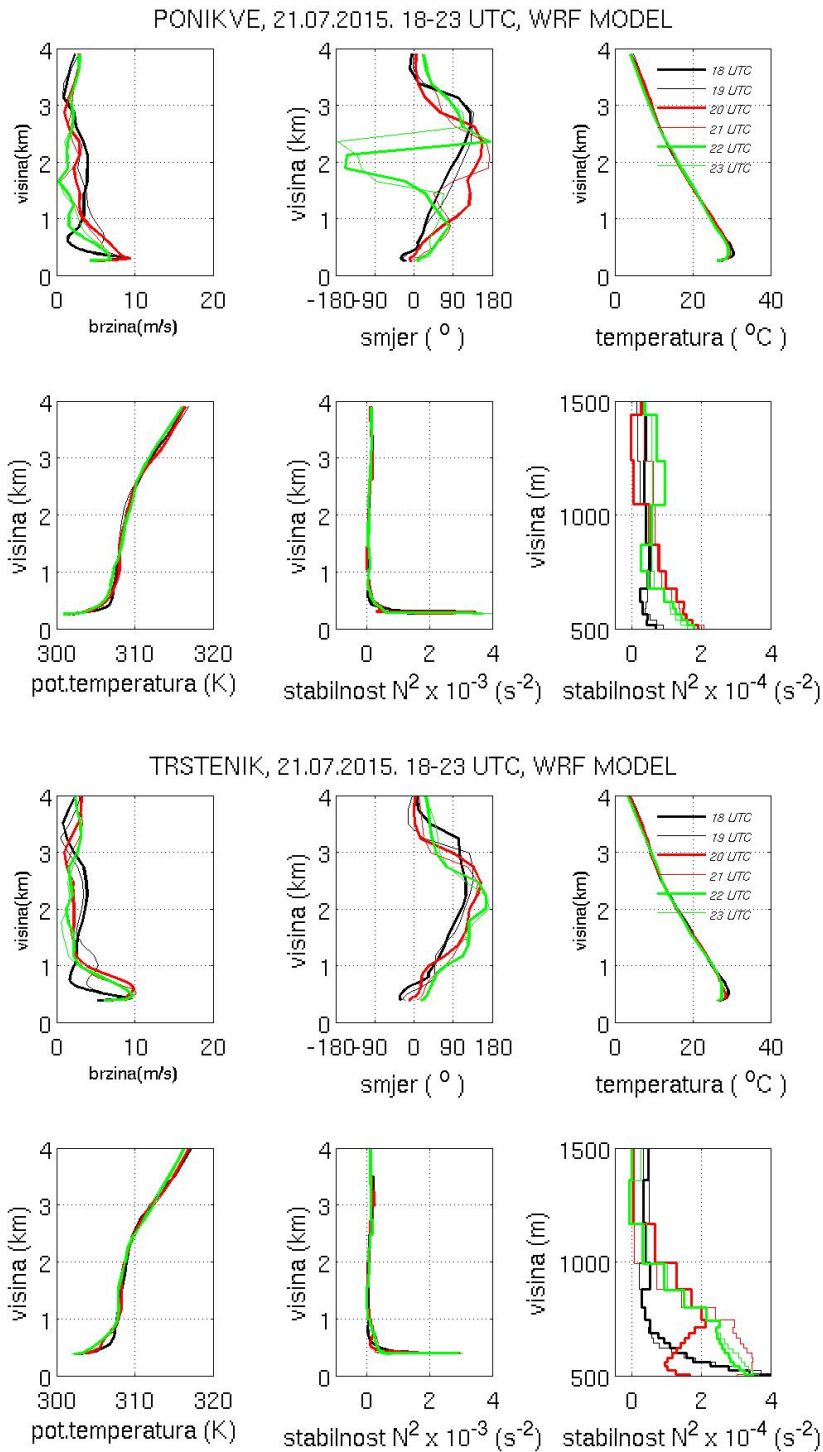 PONIKVE, 21.07.2015. 18-23 UTC, WRF MODEL
visina(km)
4
3
2
1
0
0 10 20
brzina(m/s)
visina (km)
4
3
2
1
0
-180 -90 0 90 180
smjer ( o )
visina(km)
4
3
2
1
0
18 UTC
19 UTC
20 UTC
21 UTC
22 UTC
23 UTC
0 20 40
temperatura ( oC )
visina (km)
4
3
2
1
0
300 310 320
pot.temperatura (K)
visina (km)
4
3
2
1
0
0 2 4
stabilnost N2 x 10-3 (s-2)
visina (m)
1500
1000
500
0 2 4
stabilnost N2 x 10-4 (s-2)
TRSTENIK, 21.07.2015. 18-23 UTC, WRF MODEL
visina(km)
4
3
2
1
0
0 10 20
brzina(m/s)
visina (km)
4
3
2
1
0
-180 -90 0 90 180
smjer ( o )
visina(km)
4
3
2
1
0
18 UTC
19 UTC
20 UTC
21 UTC
22 UTC
23 UTC
0 20 40
temperatura ( oC )
visina (km)
4
3
2
1
0
300 310 320
pot.temperatura (K)
visina (km)
4
3
2
1
0
0 2 4
stabilnost N2 x 10-3 (s-2)
visina (m)
1500
1000
500
0 2 4
stabilnost N2 x 10-4 (s-2)